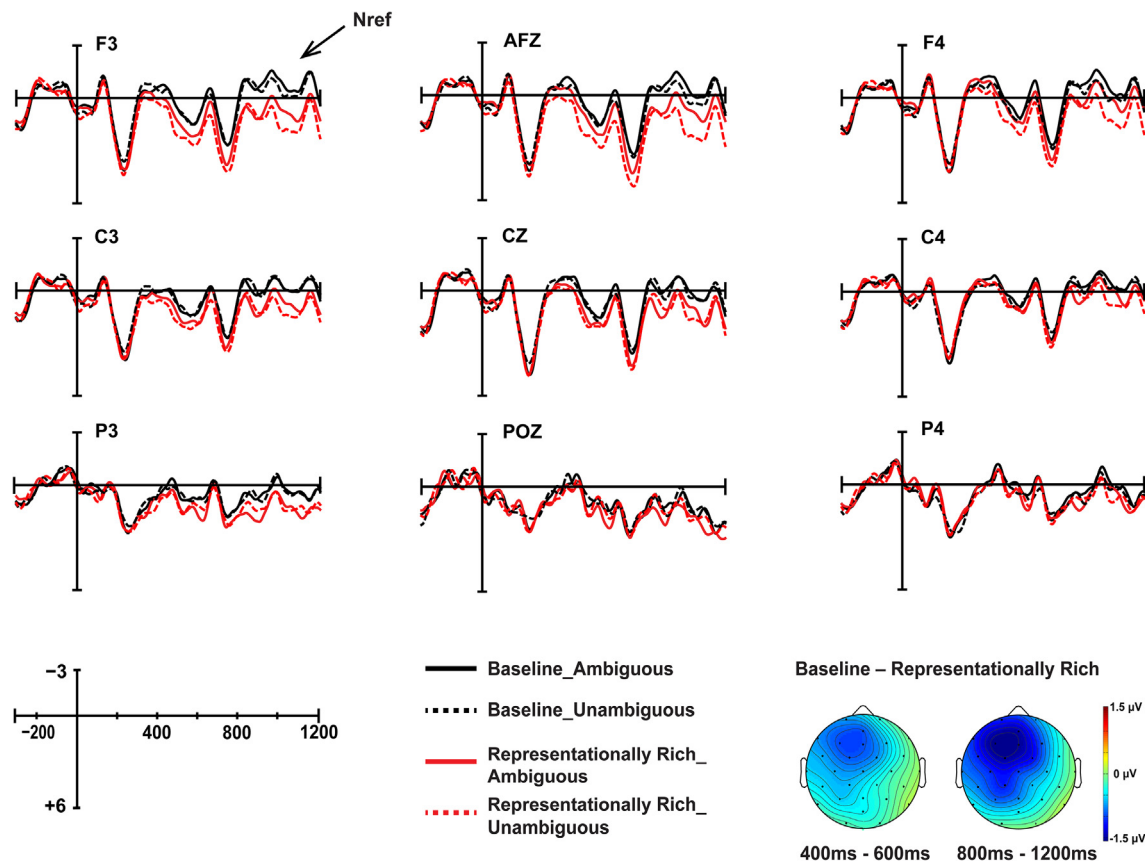 Nref
F3
AFZ
F4
C3
CZ
C4
P3
POZ
P4
−3
−200
400
800
1200
+6
Baseline_Ambiguous
Baseline_Unambiguous
Representationally Rich_
Ambiguous
Representationally Rich_
Unambiguous
Baseline – Representationally Rich
1.5 µV
0 µV
-1.5 µV
400ms - 600ms
800ms - 1200ms